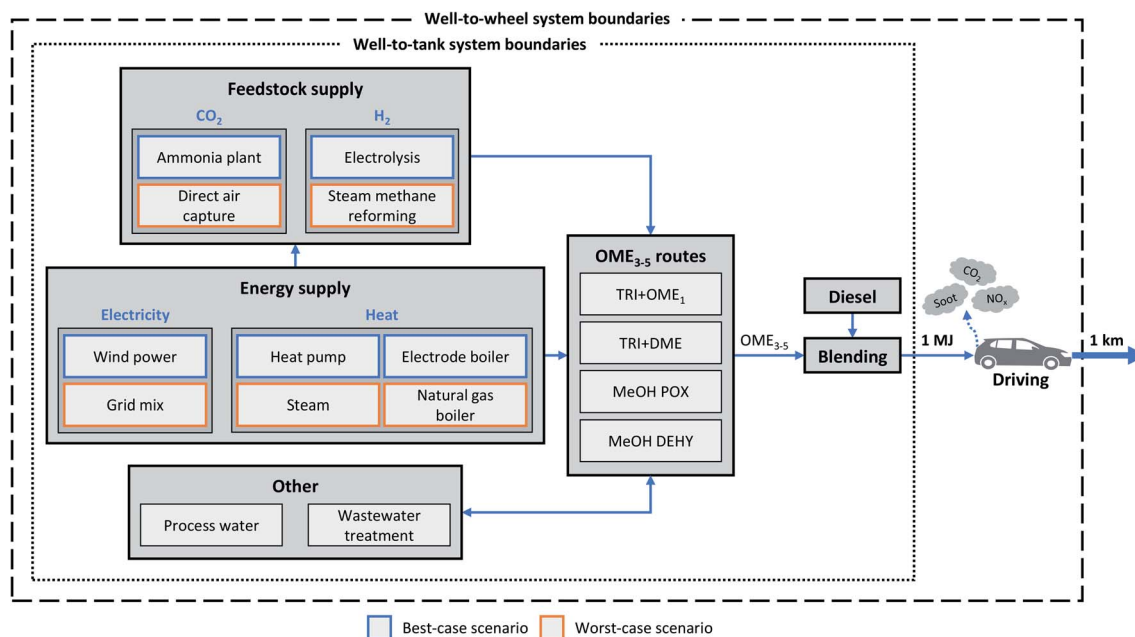 Well-to-wheel system boundaries
Well-to-tank system boundaries
Feedstock supply
CO₂
H₂
Ammonia plant
Electrolysis
Direct air
capture
Steam methane
reforming
Energy supply
Electricity
Heat
Wind power
Heat pump
Electrode boiler
Grid mix
Steam
Natural gas
boiler
Other
Process water
Wastewater
treatment
OME₃₋₅ routes
TRI+OME₁
TRI+DME
MeOH POX
MeOH DEHY
OME₃₋₅
Diesel
Blending
1 MJ
CO₂
Soot
NOₓ
Driving
1 km
Best-case scenario
Worst-case scenario